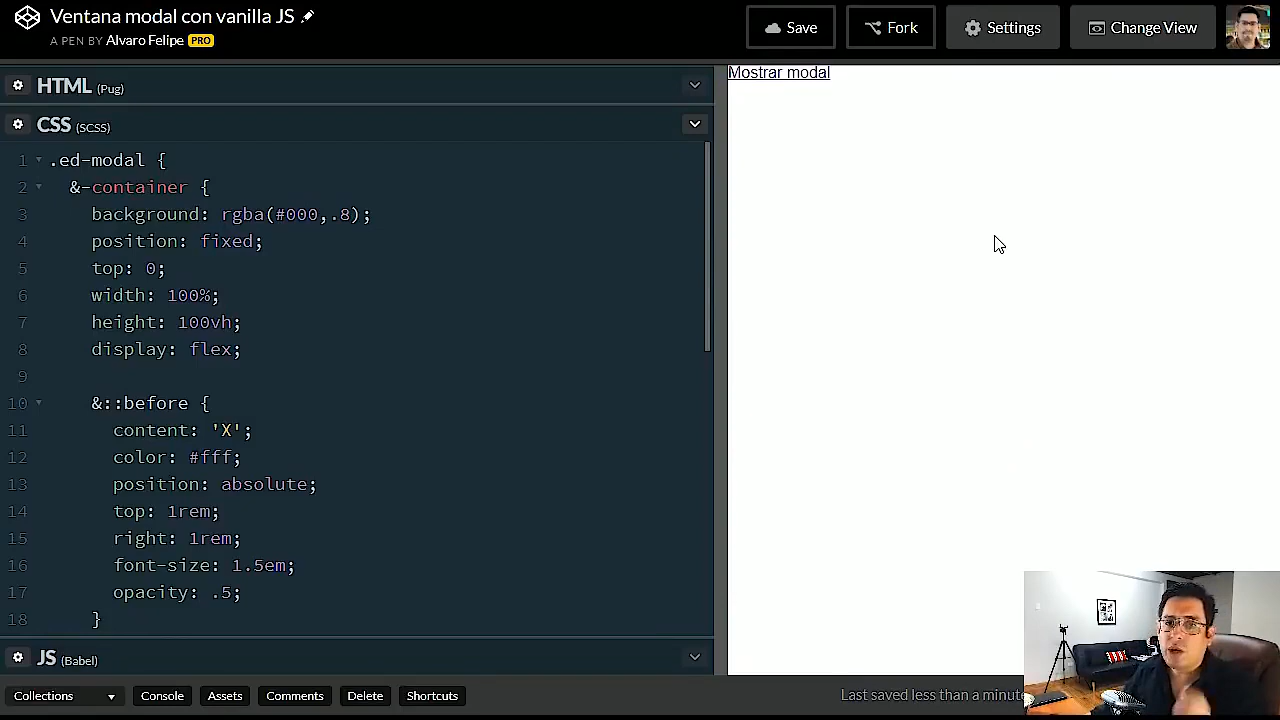 Ventana modal con vanilla JS
A PEN BY Alvaro Felipe PRO
Save
Fork
Settings
Change View
HTML (Pug)
CSS (SCSS)
1 .ed-modal {
2 &-container {
3 background: rgba(#000,.8);
4 position: fixed;
5 top: 0;
6 width: 100%;
7 height: 100vh;
8 display: flex;
9
10 &::before {
11 content: 'X';
12 color: #fff;
13 position: absolute;
14 top: 1rem;
15 right: 1rem;
16 font-size: 1.5em;
17 opacity: .5;
18 }
JS (Babel)
Mostrar modal
Collections
Console
Assets
Comments
Delete
Shortcuts
Last saved less than a minute